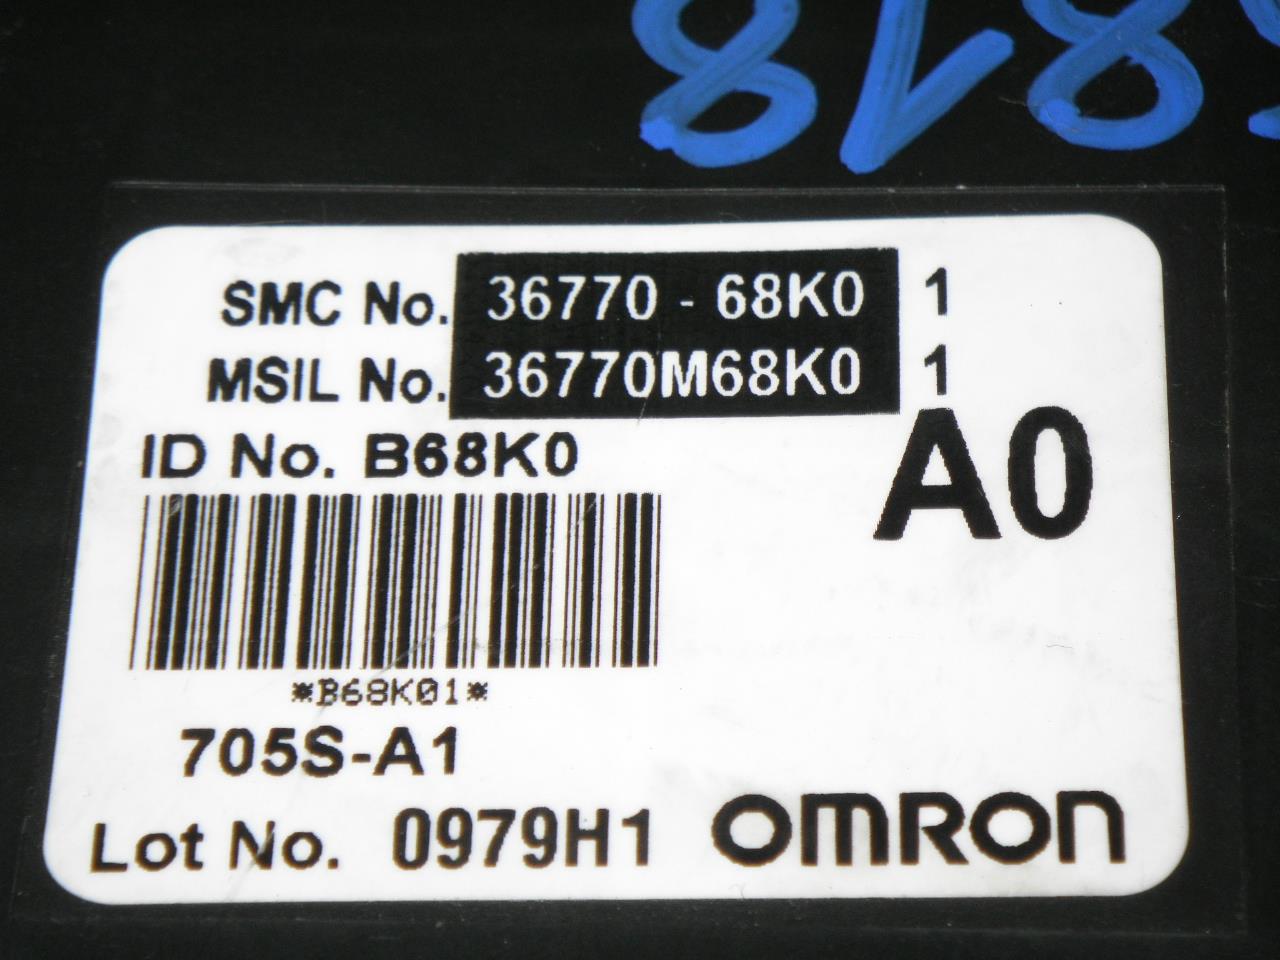 818
SMC No. 36770 - 68K0 1
MSIL No. 36770M68K0 1
ID No. B68K0
A0
*B68K01*
705S-A1
Lot No. 0979H1 OMRON